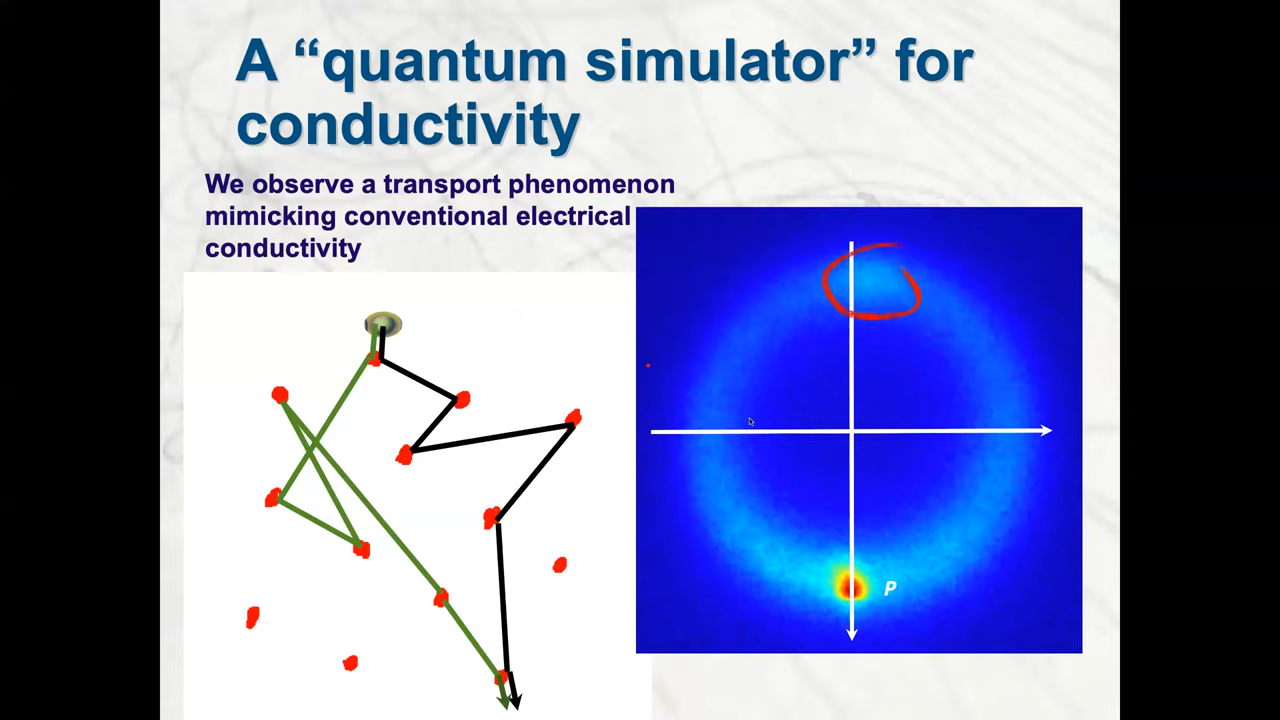 A “quantum simulator” for
conductivity
We observe a transport phenomenon
mimicking conventional electrical
conductivity
P